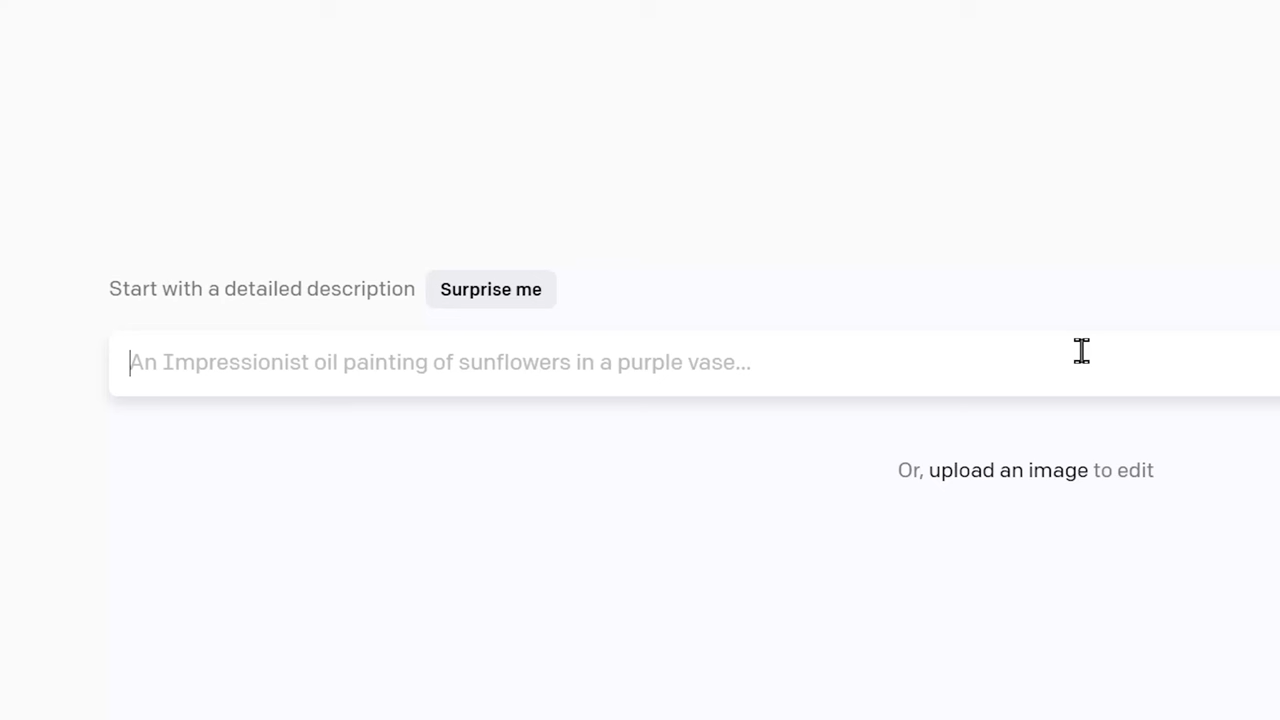 Start with a detailed description Surprise me
An Impressionist oil painting of sunflowers in a purple vase...
Or, upload an image to edit